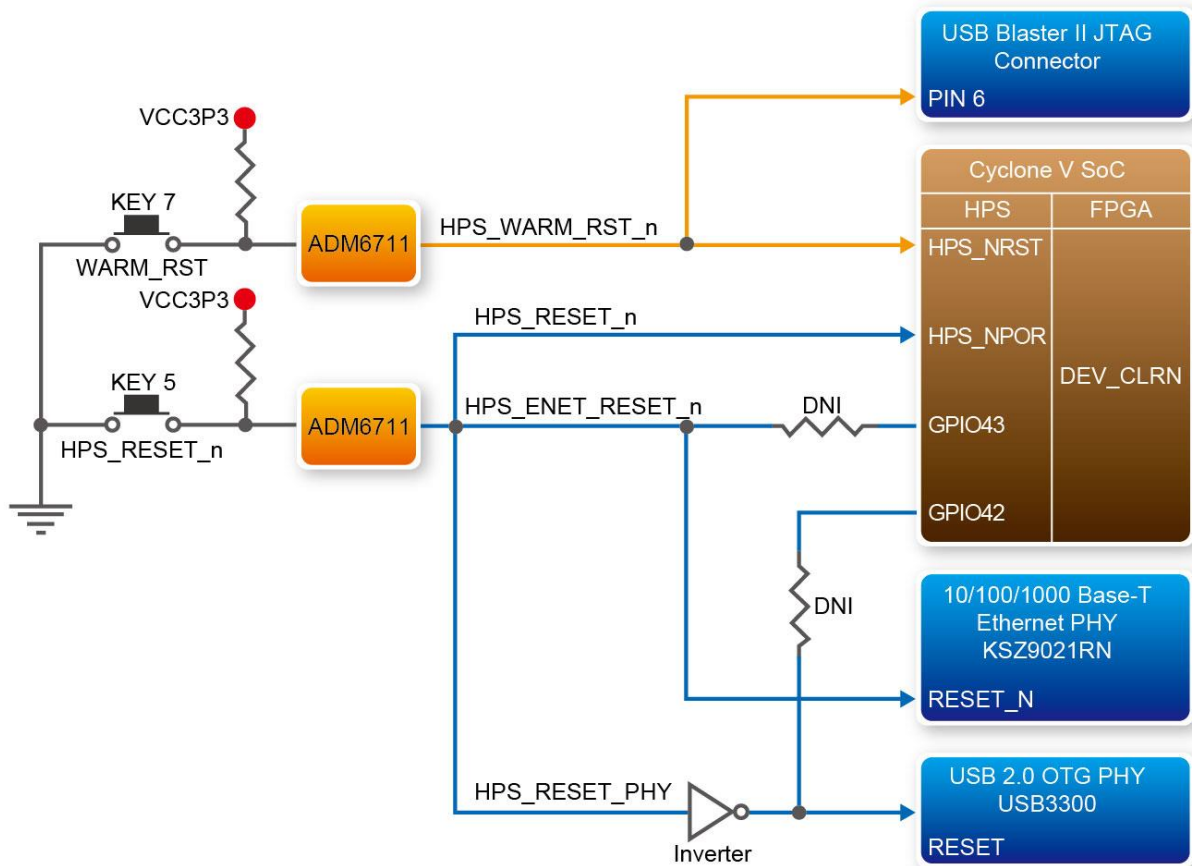 USB Blaster II JTAG
Connector
PIN 6
VCC3P3
KEY 7
WARM_RST
ADM6711
HPS_WARM_RST_n
Cyclone V SoC
HPS
FPGA
HPS_NRST
VCC3P3
HPS_RESET_n
HPS_NPOR
DEV_CLRN
KEY 5
HPS_RESET_n
ADM6711
HPS_ENET_RESET_n
DNI
GPIO43
GPIO42
DNI
10/100/1000 Base-T
Ethernet PHY
KSZ9021RN
RESET_N
HPS_RESET_PHY
Inverter
USB 2.0 OTG PHY
USB3300
RESET